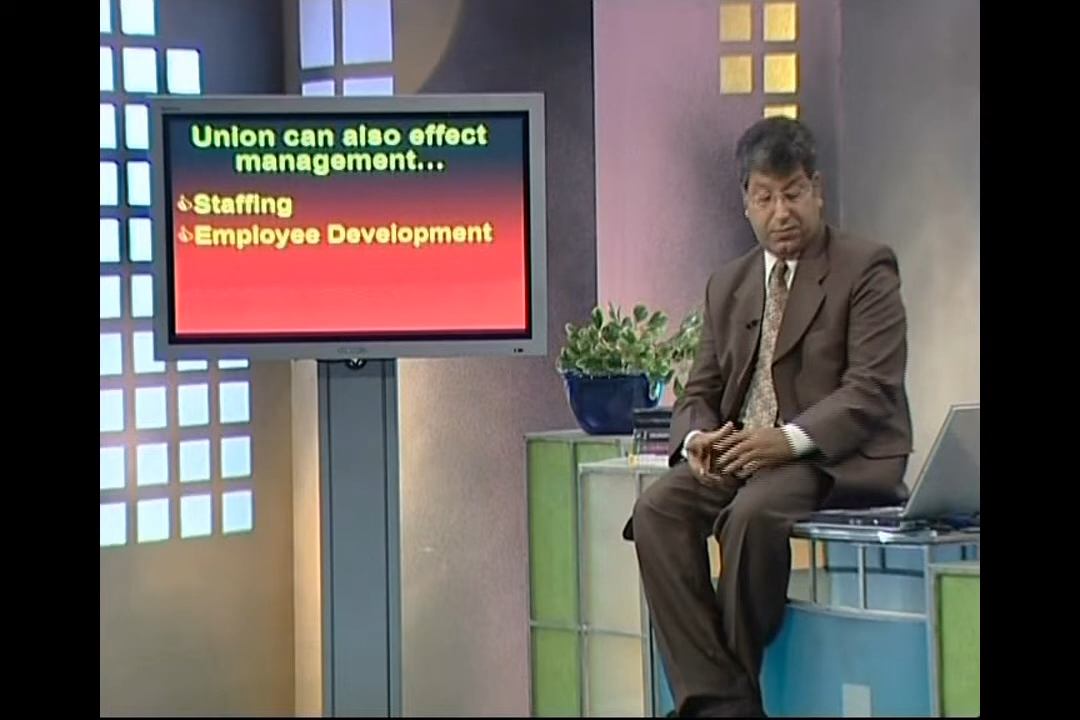 Union can also effect
management...
Staffing
Employee Development